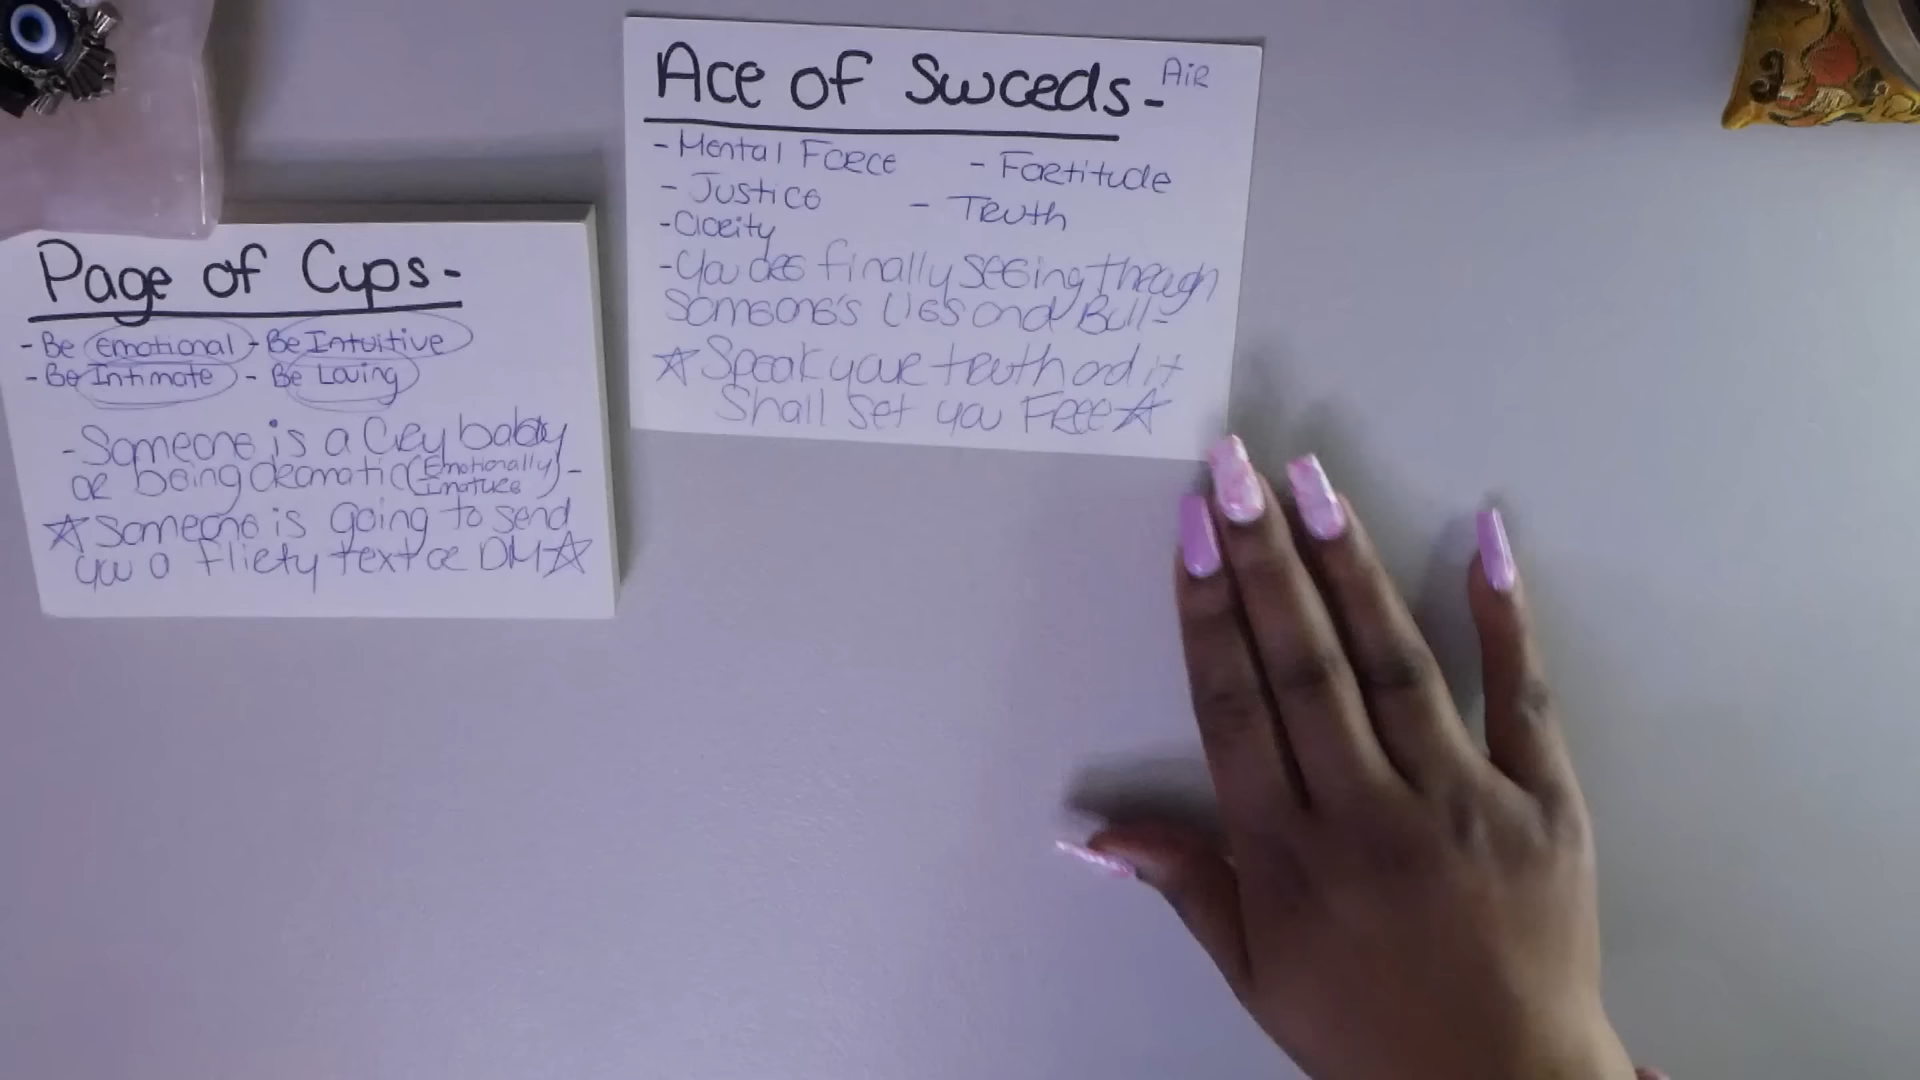 Page of Cups-
- Be emotional - Be Intuitive
- Be Intimate - Be Loving
- Someone is a Cry baby
or being dramatic (Emotionally Imature) -
☆ Someone is going to send
you a flirty text or DM ☆
Ace of Swords - AiR
- Mental Force - Fortitude
- Justice - Truth
- Clarity
- You are finally seeing through
someone's lies and Bull-
☆ Speak your truth and it
Shall Set you Free ☆